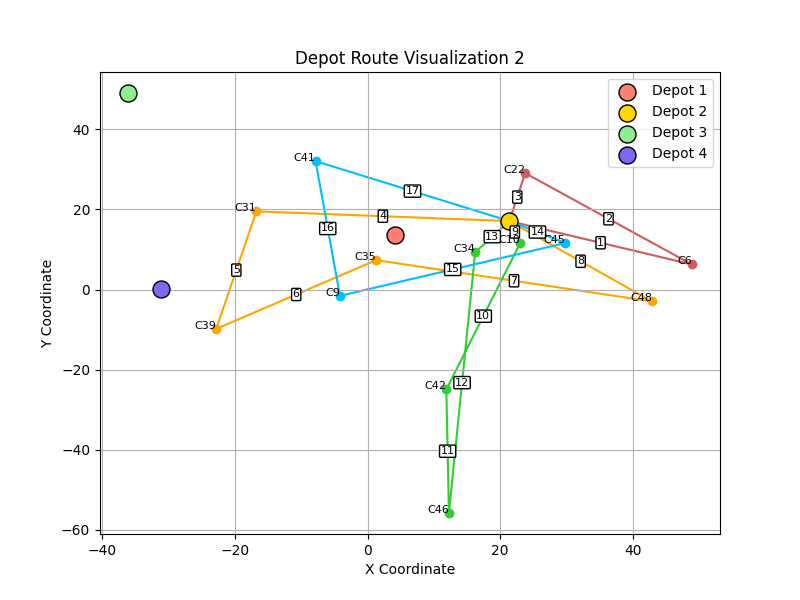 Depot Route Visualization 2
Depot 1
Depot 2
Depot 3
Depot 4
Y Coordinate
40
20
0
−20
−40
−60
C41
C22
17
3
C31
4
2
16
9
14
13
C16
C45
1
C34
C35
C6
5
15
8
6
7
C9
C48
C39
10
12
C42
11
C46
−40
−20
0
20
40
X Coordinate